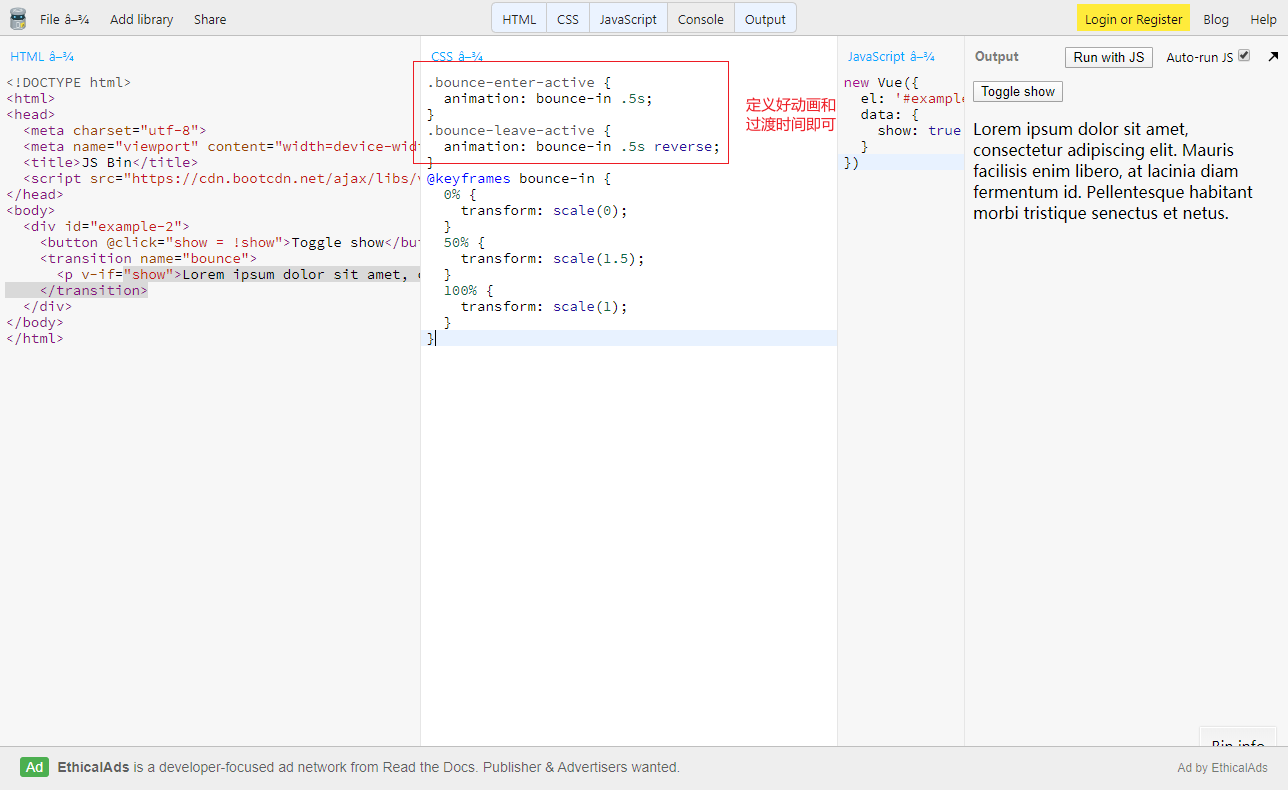 File â–¾ Add library Share HTML CSS JavaScript Console Output Login or Register Blog Help
HTML â–¾
<!DOCTYPE html>
<html>
<head>
<meta charset="utf-8">
<meta name="viewport" content="width=device-wid
<title>JS Bin</title>
<script src="https://cdn.bootcdn.net/ajax/libs/v
</head>
<body>
<div id="example-2">
<button @click="show = !show">Toggle show</but
<transition name="bounce">
<p v-if="show">Lorem ipsum dolor sit amet, c
</transition>
</div>
</body>
</html>
CSS â–¾
.bounce-enter-active {
animation: bounce-in .5s;
}
.bounce-leave-active {
animation: bounce-in .5s reverse;
}
@keyframes bounce-in {
0% {
transform: scale(0);
}
50% {
transform: scale(1.5);
}
100% {
transform: scale(1);
}
}
定义好动画和
过渡时间即可
JavaScript â–¾
new Vue({
el: '#example
data: {
show: true
}
})
Output Run with JS Auto-run JS
Toggle show
Lorem ipsum dolor sit amet,
consectetur adipiscing elit. Mauris
facilisis enim libero, at lacinia diam
fermentum id. Pellentesque habitant
morbi tristique senectus et netus.
Bin info
Ad EthicalAds is a developer-focused ad network from Read the Docs. Publisher & Advertisers wanted.
Ad by EthicalAds